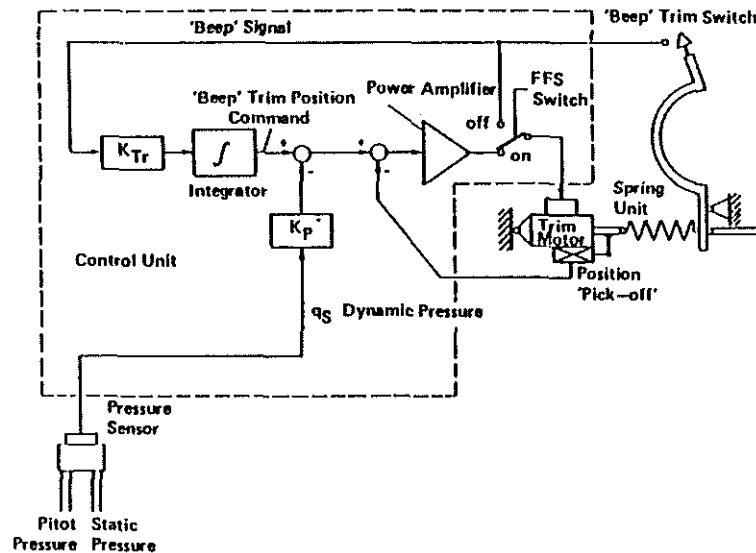 'Beep' Signal
'Beep' Trim Switch
'Beep' Trim Position
Command
Power Amplifier
FFS
Switch
off
on
K_Tr
∫
Integrator
+
-
+
-
K_P
Spring
Unit
Trim
Motor
Position
'Pick-off'
Control Unit
q_S Dynamic Pressure
Pressure
Sensor
Pitot
Pressure
Static
Pressure